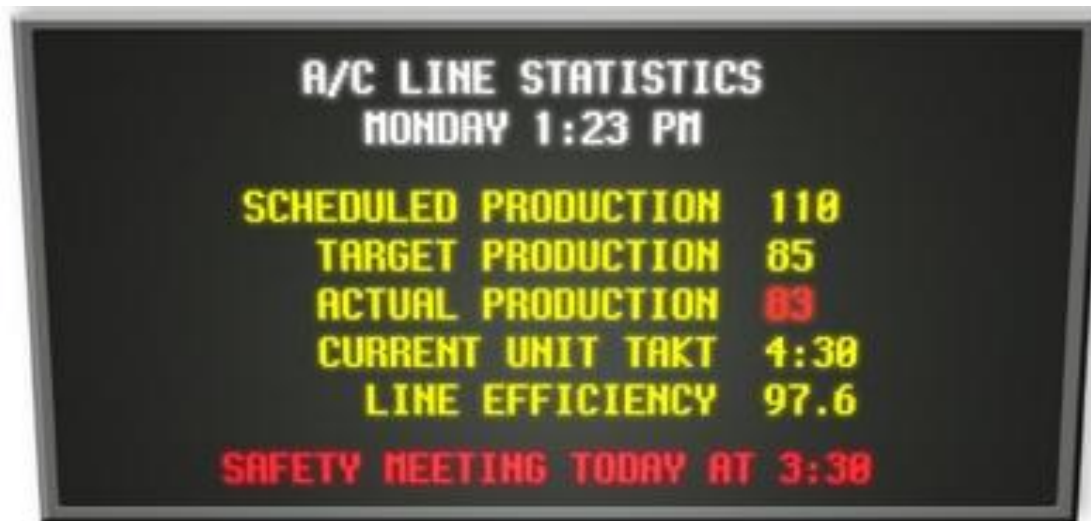 A/C LINE STATISTICS
MONDAY 1:23 PM
SCHEDULED PRODUCTION 110
TARGET PRODUCTION 85
ACTUAL PRODUCTION 83
CURRENT UNIT TAKT 4:30
LINE EFFICIENCY 97.6
SAFETY MEETING TODAY AT 3:30